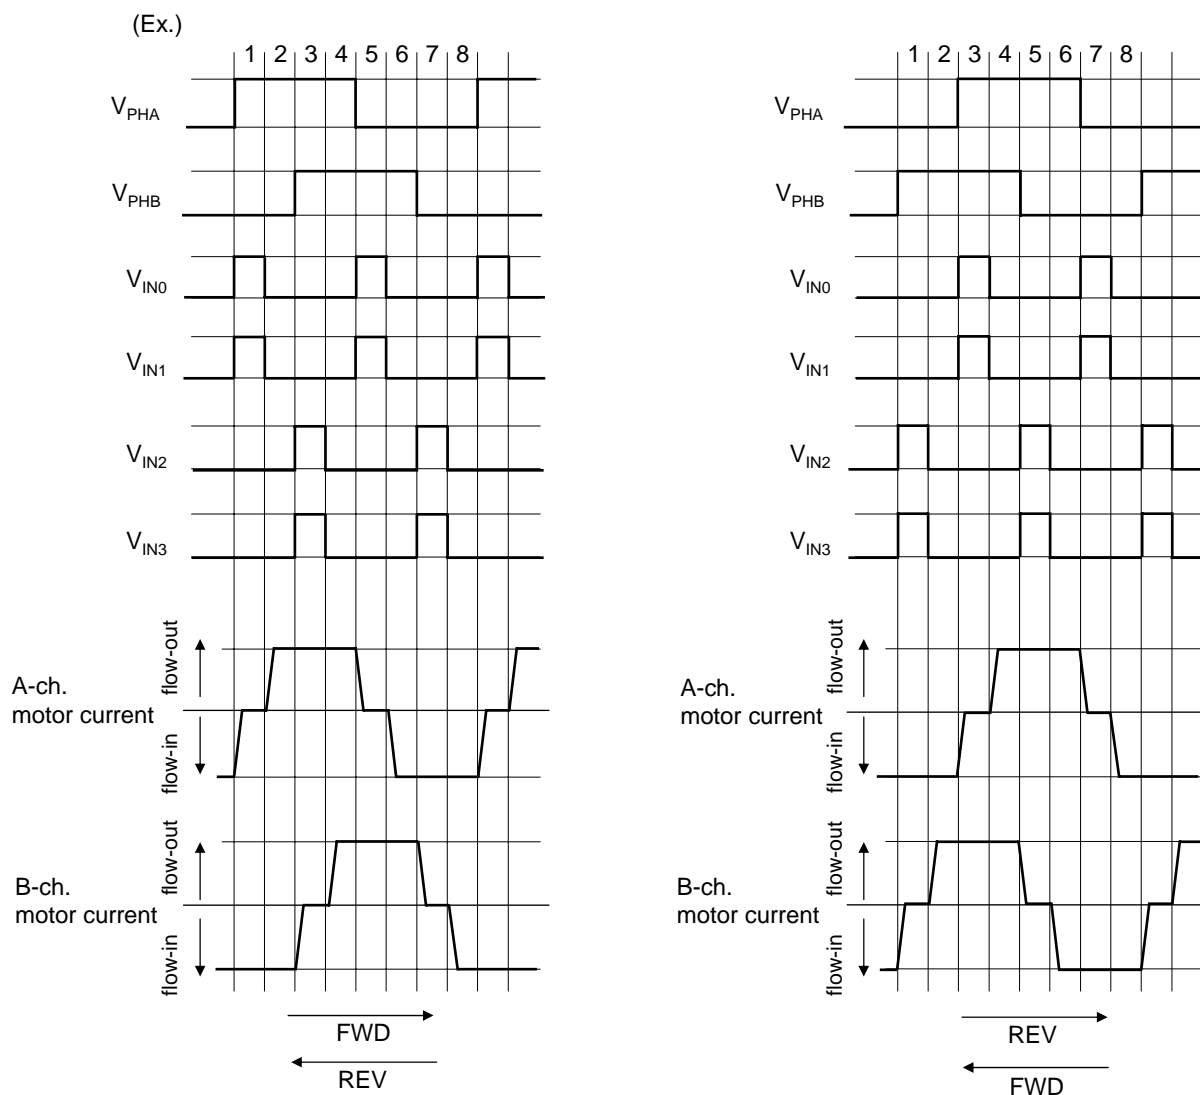 (Ex.)
1 2 3 4 5 6 7 8
VPHA
VPHB
VIN0
VIN1
VIN2
VIN3
A-ch.
motor current
flow-out
flow-in
B-ch.
motor current
flow-out
flow-in
FWD
REV
1 2 3 4 5 6 7 8
VPHA
VPHB
VIN0
VIN1
VIN2
VIN3
A-ch.
motor current
flow-out
flow-in
B-ch.
motor current
flow-out
flow-in
REV
FWD